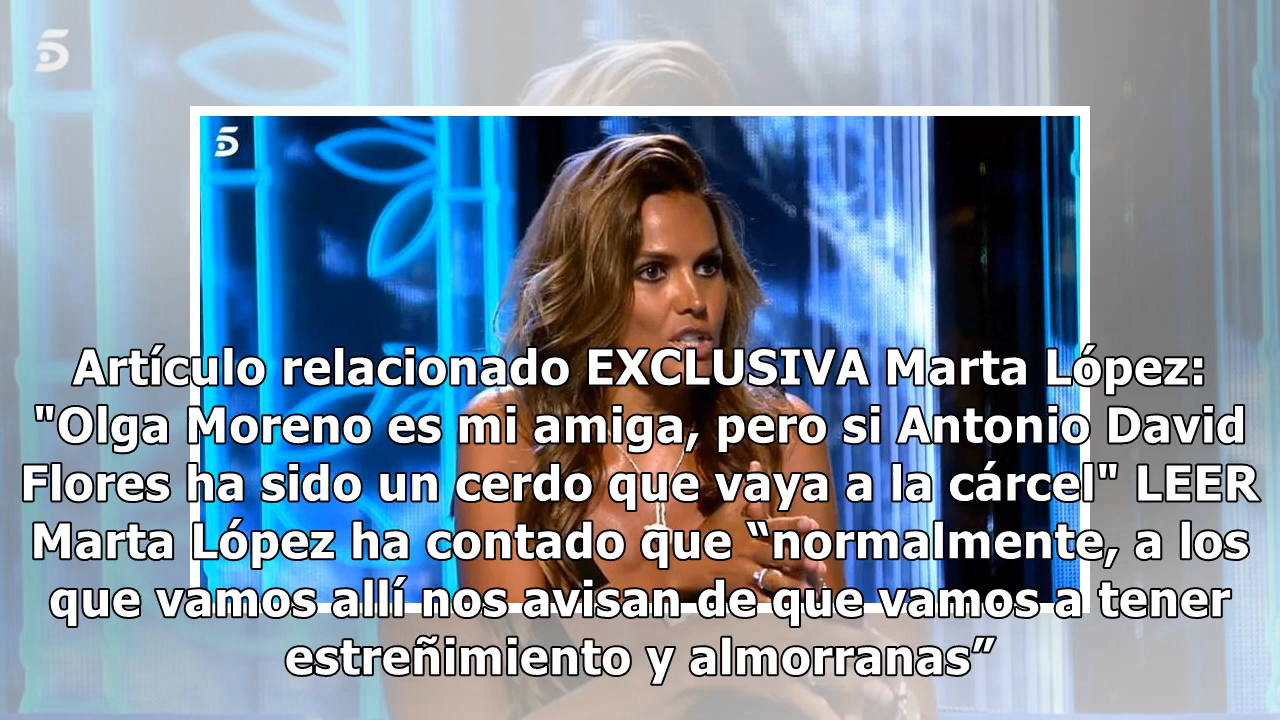 5
5
Artículo relacionado EXCLUSIVA Marta López:
"Olga Moreno es mi amiga, pero si Antonio David
Flores ha sido un cerdo que vaya a la cárcel" LEER
Marta López ha contado que “normalmente, a los
que vamos allí nos avisan de que vamos a tener
estreñimiento y almorranas”